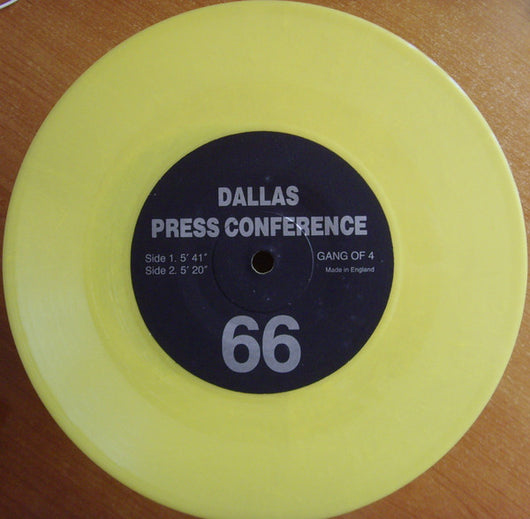 DALLAS
PRESS CONFERENCE
Side 1. 5' 41"
Side 2. 5' 20"
GANG OF 4
Made in England
66